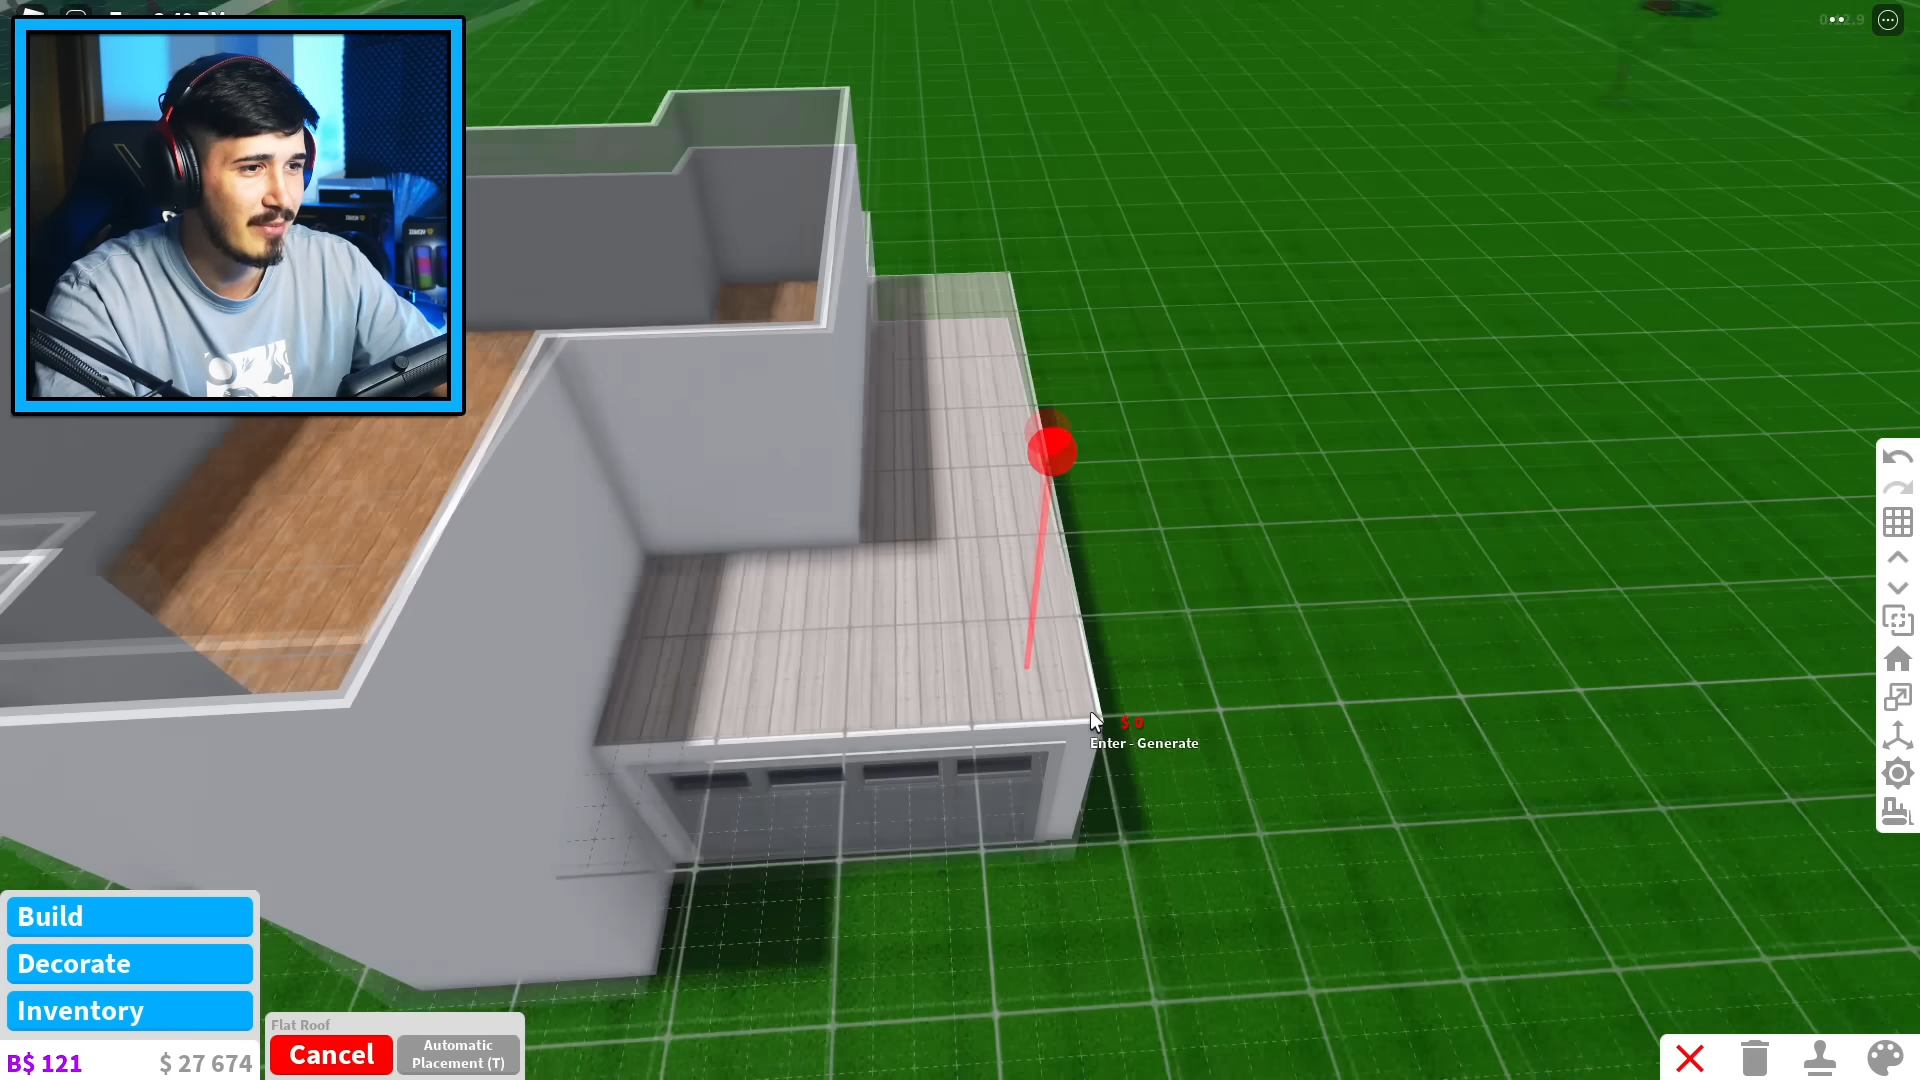 $ 0
Enter - Generate
Build
Decorate
Inventory
B$ 121
$ 27 674
Flat Roof
Cancel
Automatic
Placement (T)